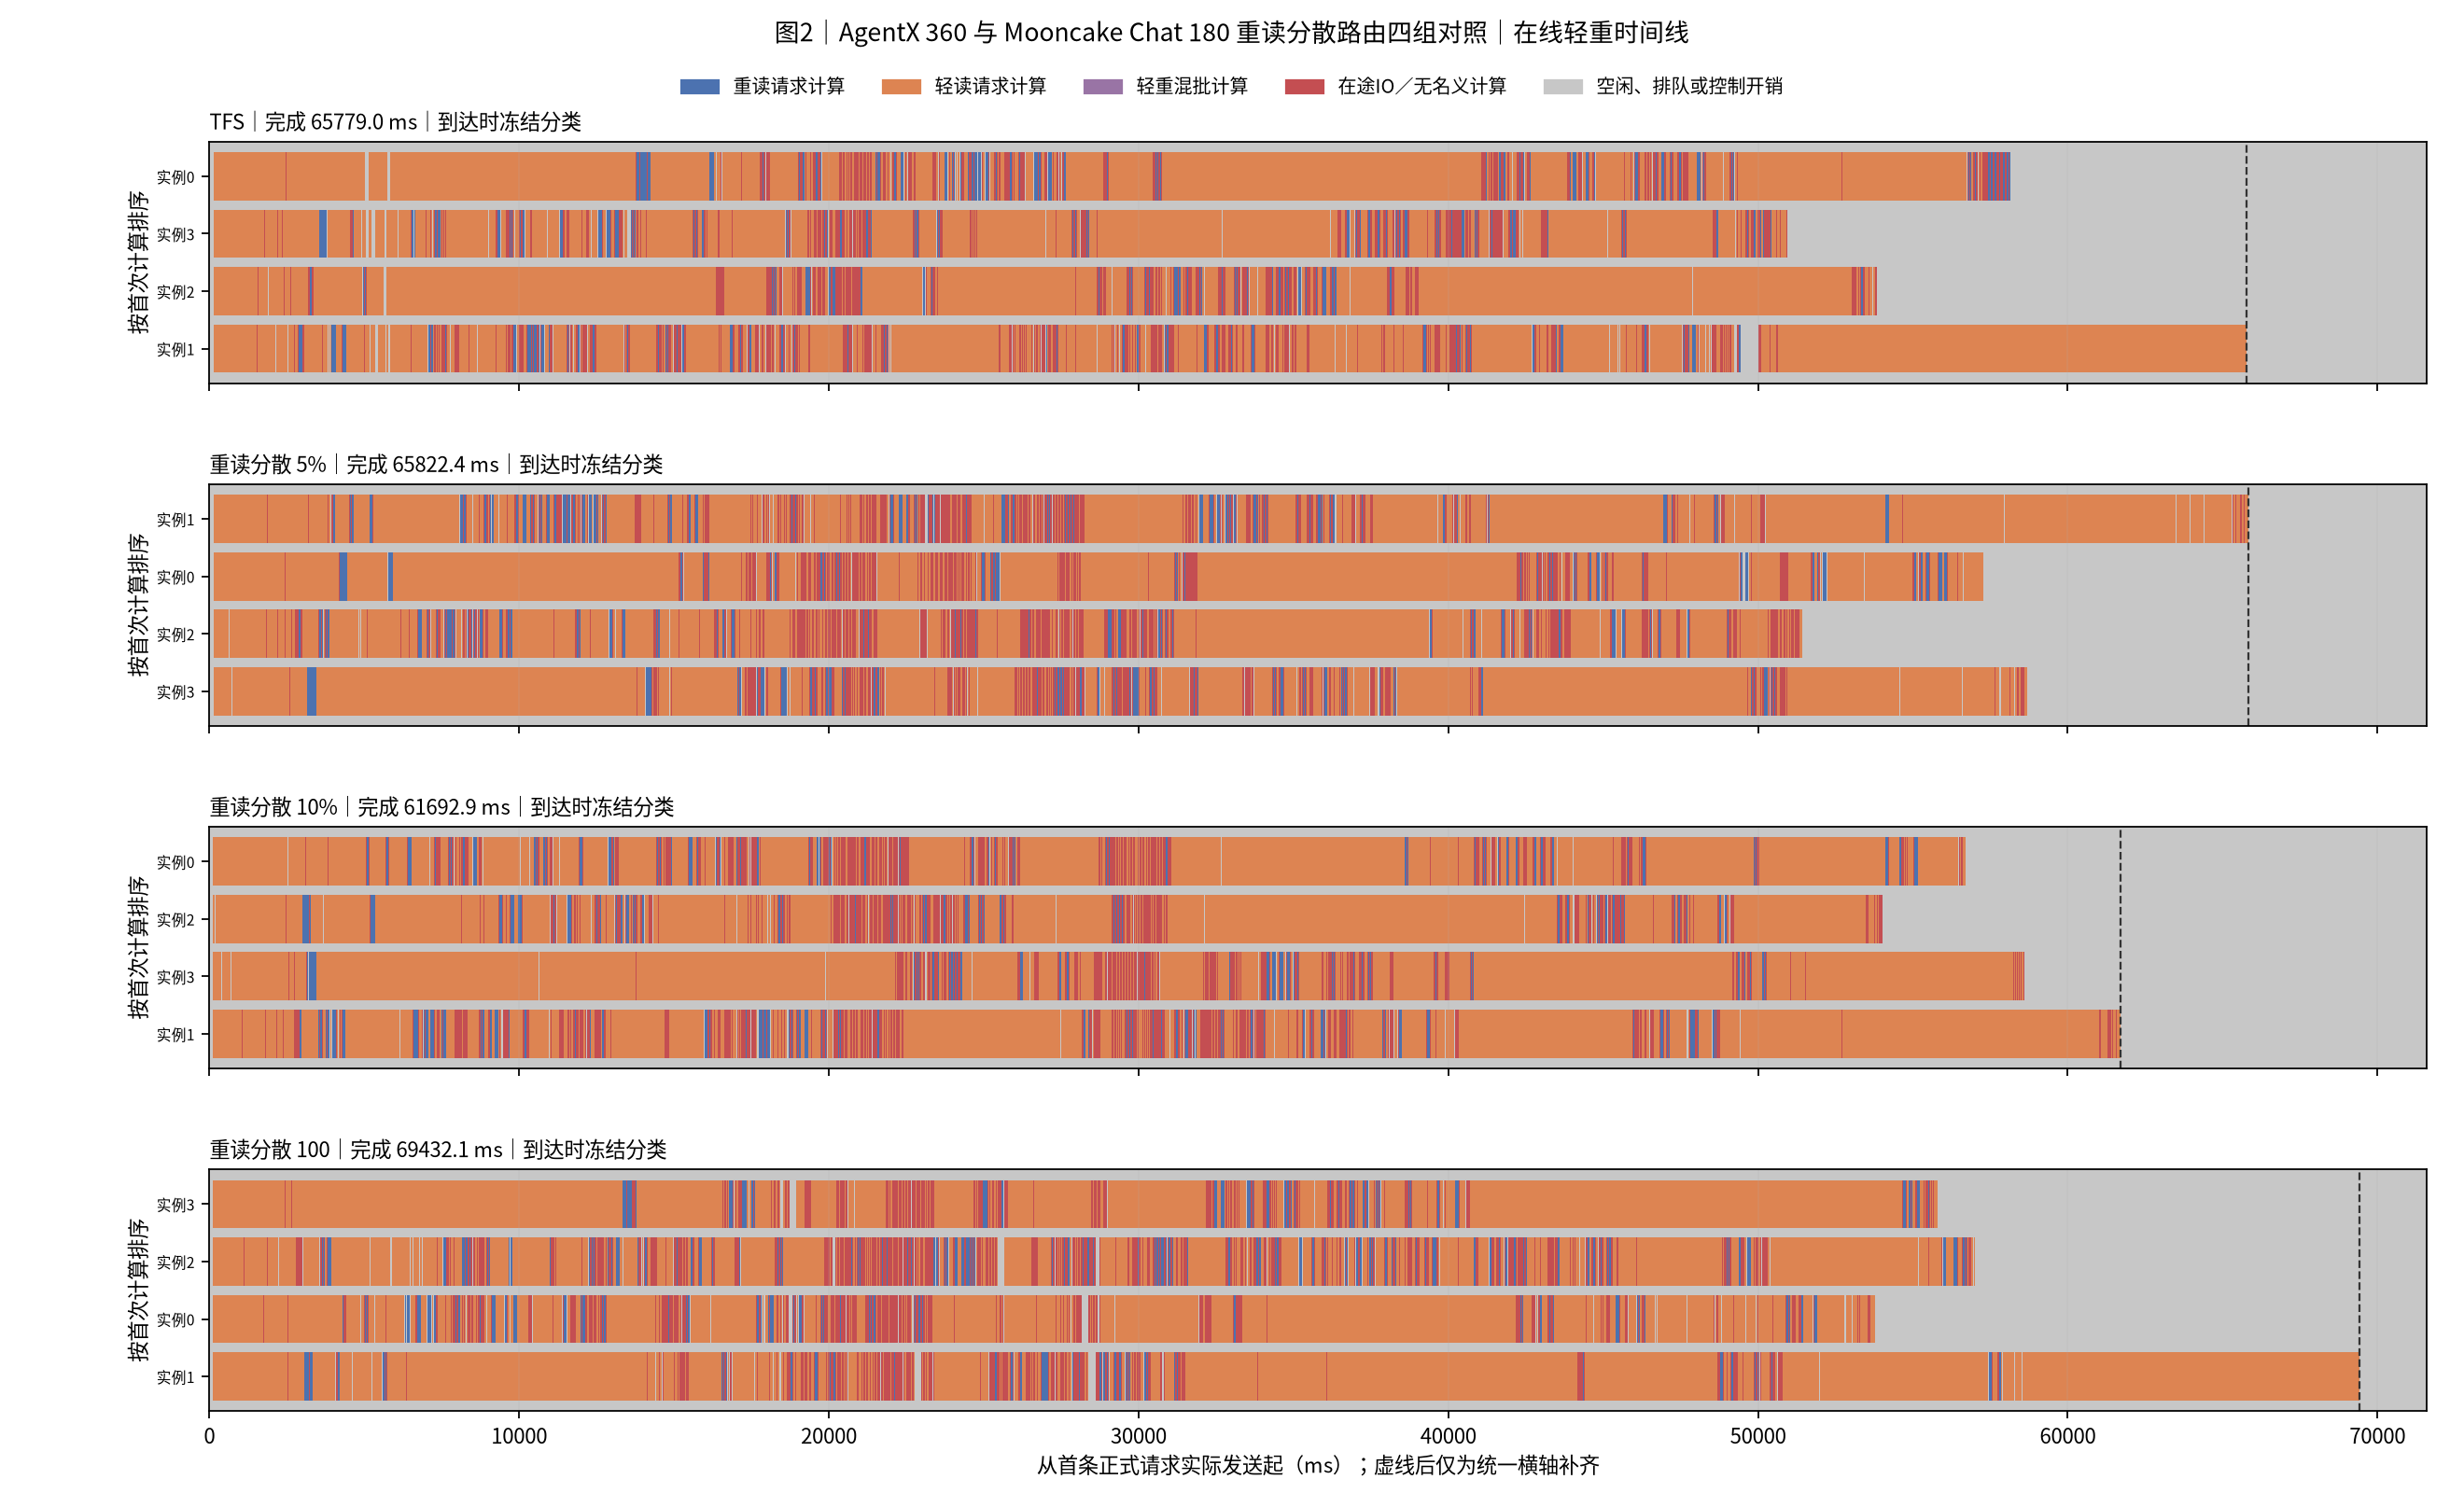 图2｜AgentX 360 与 Mooncake Chat 180 重读分散路由四组对照｜在线轻重时间线
重读请求计算 轻读请求计算 轻重混批计算 在途IO／无名义计算 空闲、排队或控制开销
TFS｜完成 65779.0 ms｜到达时冻结分类
按首次计算排序
实例0
实例3
实例2
实例1
重读分散 5%｜完成 65822.4 ms｜到达时冻结分类
按首次计算排序
实例1
实例0
实例2
实例3
重读分散 10%｜完成 61692.9 ms｜到达时冻结分类
按首次计算排序
实例0
实例2
实例3
实例1
重读分散 100｜完成 69432.1 ms｜到达时冻结分类
按首次计算排序
实例3
实例2
实例0
实例1
0 10000 20000 30000 40000 50000 60000 70000
从首条正式请求实际发送起（ms）；虚线后仅为统一横轴补齐